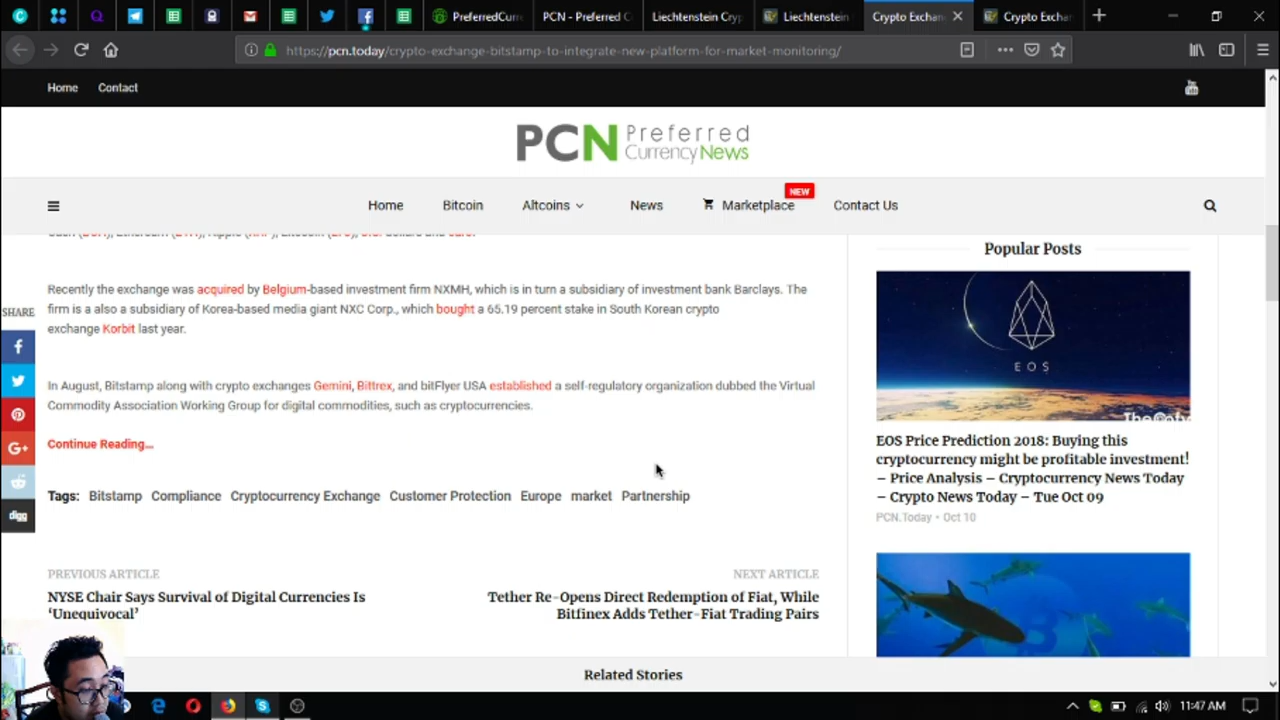 PreferredCurr
PCN - Preferred C
Liechtenstein Cryp
Liechtenstein
Crypto Exchan
Crypto Exchar
https://pcn.today/crypto-exchange-bitstamp-to-integrate-new-platform-for-market-monitoring/
Home
Contact
PCN Preferred
CurrencyNews
NEW
Home
Bitcoin
Altcoins
News
Marketplace
Contact Us
Recently the exchange was acquired by Belgium-based investment firm NXMH, which is in turn a subsidiary of investment bank Barclays. The
firm is a also a subsidiary of Korea-based media giant NXC Corp., which bought a 65.19 percent stake in South Korean crypto
exchange Korbit last year.
In August, Bitstamp along with crypto exchanges Gemini, Bittrex, and bitFlyer USA established a self-regulatory organization dubbed the Virtual
Commodity Association Working Group for digital commodities, such as cryptocurrencies.
Continue Reading...
Tags: Bitstamp Compliance Cryptocurrency Exchange Customer Protection Europe market Partnership
PREVIOUS ARTICLE
NYSE Chair Says Survival of Digital Currencies Is
'Unequivocal'
NEXT ARTICLE
Tether Re-Opens Direct Redemption of Fiat, While
Bitfinex Adds Tether-Fiat Trading Pairs
Related Stories
SHARE
digg
Popular Posts
EOS
EOS Price Prediction 2018: Buying this
cryptocurrency might be profitable investment!
– Price Analysis – Cryptocurrency News Today
– Crypto News Today – Tue Oct 09
PCN.Today • Oct 10
11:47 AM